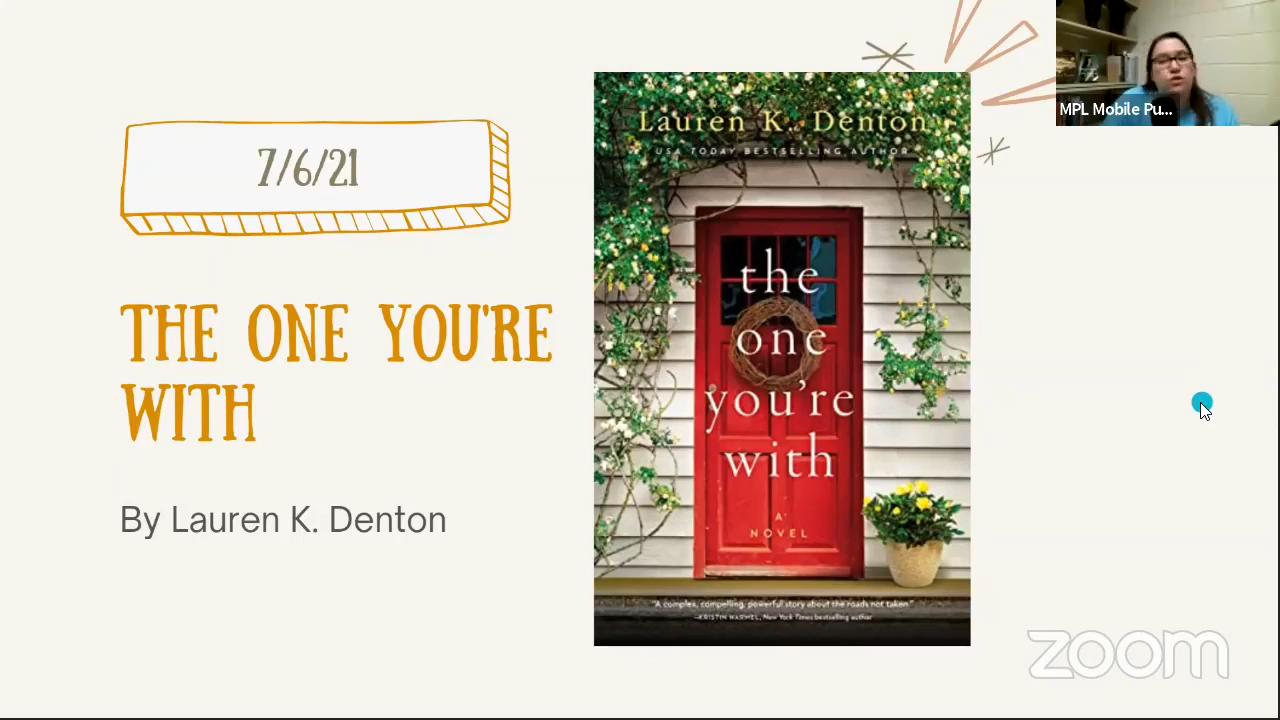 7/6/21
THE ONE YOU'RE
WITH
By Lauren K. Denton
Lauren K. Denton
USA TODAY BESTSELLING AUTHOR
the
one
you're
with
A
NOVEL
"A complex, compelling, powerful story about the roads not taken"
—KRISTIN HARMEL, New York Times bestselling author
MPL Mobile Pu...
zoom